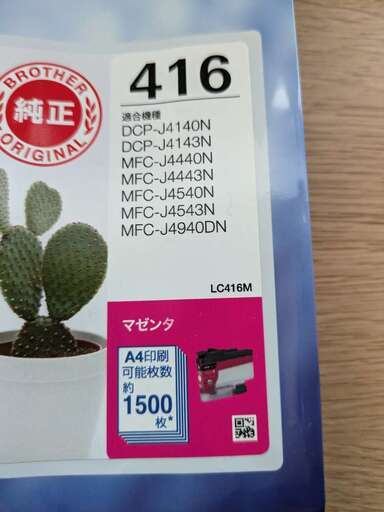 BROTHER
純正
ORIGINAL
416
適合機種
DCP-J4140N
DCP-J4143N
MFC-J4440N
MFC-J4443N
MFC-J4540N
MFC-J4543N
MFC-J4940DN
LC416M
マゼンタ
A4印刷
可能枚数
約
1500
枚*